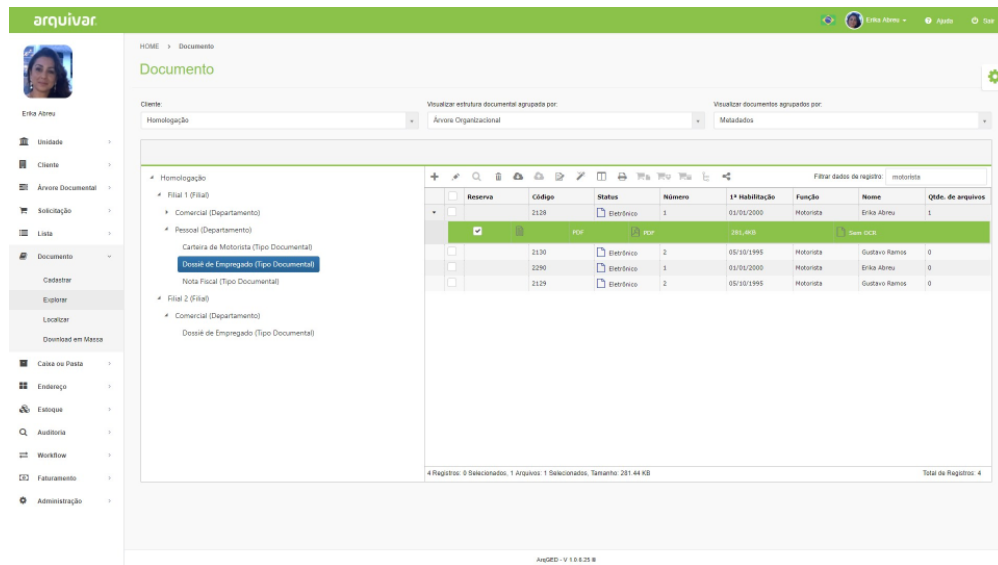 arquivar
Erika Abreu
Ajuda
Sair
Erika Abreu
Unidade
Cliente
Árvore Documental
Solicitação
Lista
Documento
Cadastrar
Explorar
Localizar
Download em Massa
Caixa ou Pasta
Endereço
Estoque
Auditoria
Workflow
Faturamento
Administração
HOME > Documento
Documento
Cliente: Visualizar estrutura documental agrupada por: Visualizar documentos agrupados por:
Homologação Árvore Organizacional Metadados
Homologação
Filial 1 (Filial)
Comercial (Departamento)
Pessoal (Departamento)
Carteira de Motorista (Tipo Documental)
Dossiê de Empregado (Tipo Documental)
Nota Fiscal (Tipo Documental)
Filial 2 (Filial)
Comercial (Departamento)
Dossiê de Empregado (Tipo Documental)
Filtrar dados de registro: motorista
Reserva Código Status Número 1ª Habilitação Função Nome Qtde. de arquivos
2128 Eletrônico 1 01/01/2000 Motorista Erika Abreu 1
PDF PDF 281,4KB Sem OCR
2130 Eletrônico 2 05/10/1995 Motorista Gustavo Ramos 0
2290 Eletrônico 1 01/01/2000 Motorista Erika Abreu 0
2129 Eletrônico 2 05/10/1995 Motorista Gustavo Ramos 0
4 Registros: 0 Selecionados, 1 Arquivos: 1 Selecionados, Tamanho: 281.44 KB Total de Registros: 4
ArqGED - V 1.0.8.25 B